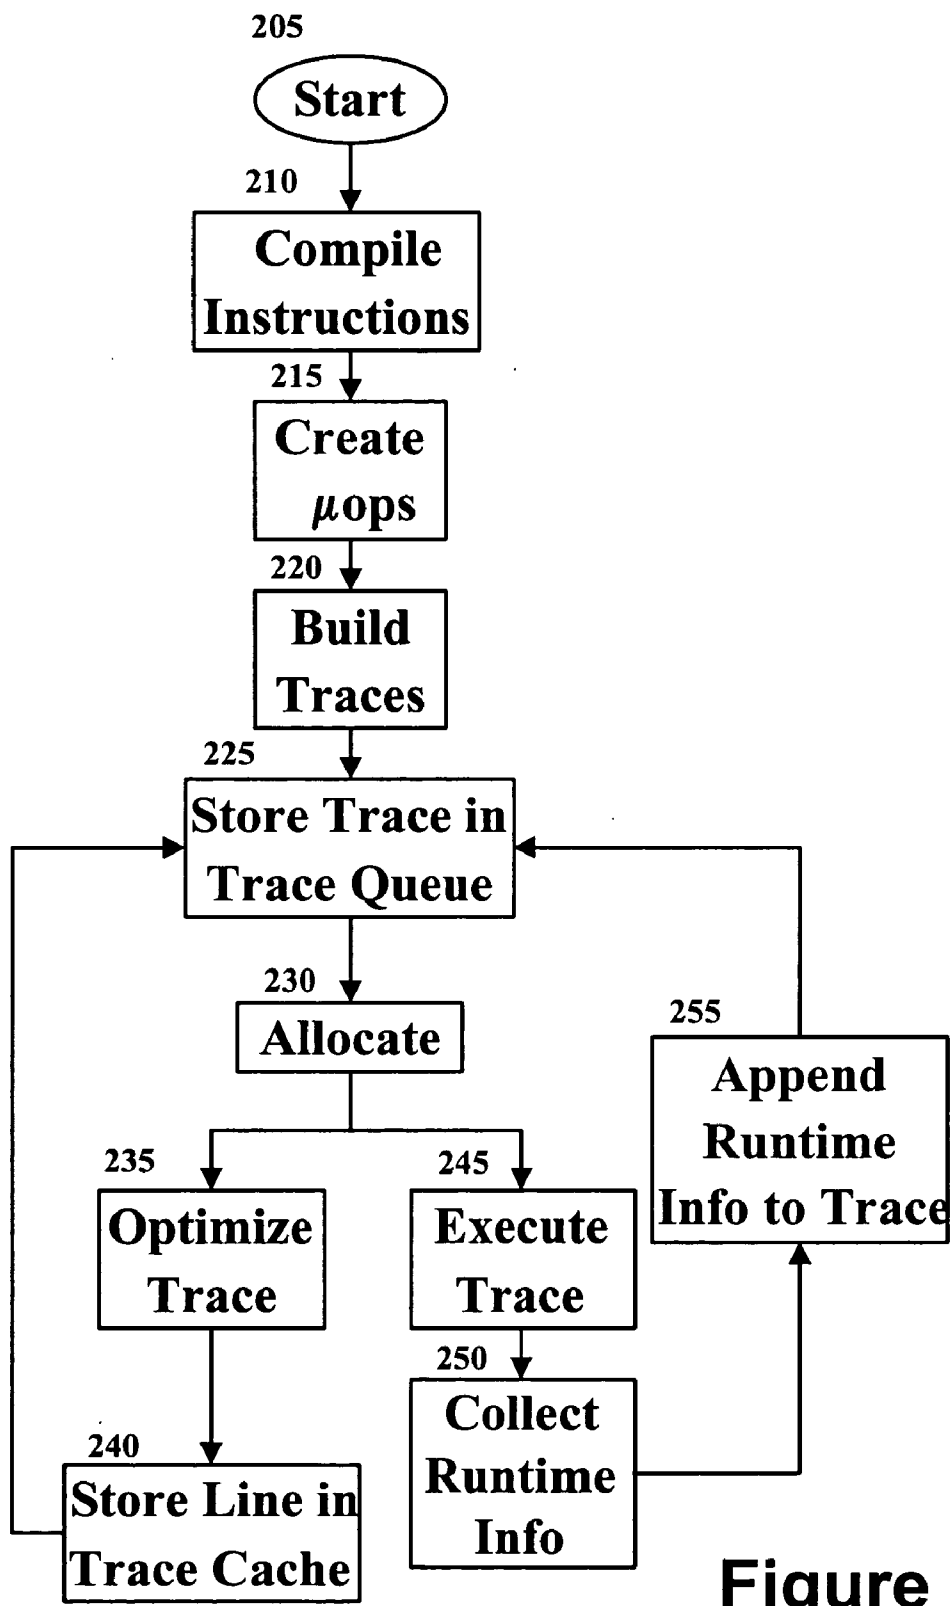 205
Start
210
Compile
Instructions
215
Create
μops
220
Build
Traces
225
Store Trace in
Trace Queue
230
Allocate
235
Optimize
Trace
240
Store Line in
Trace Cache
245
Execute
Trace
250
Collect
Runtime
Info
255
Append
Runtime
Info to Trace
Figure